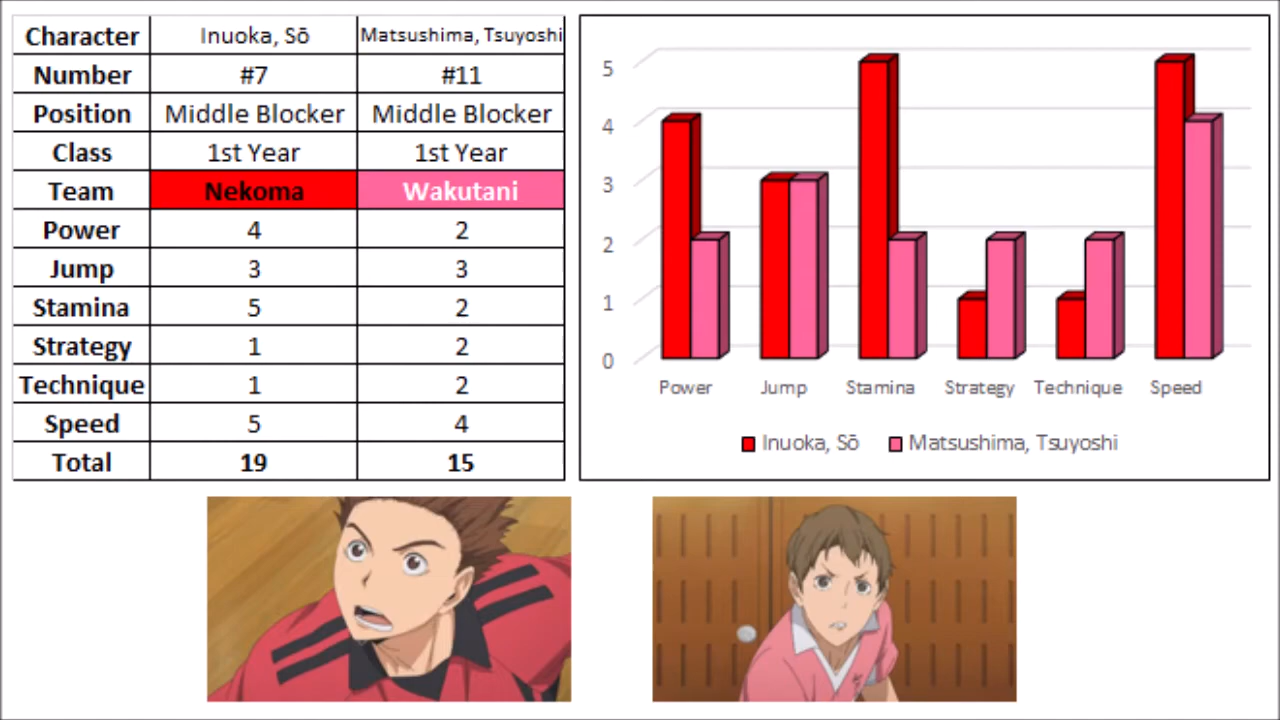 Character Inuoka, Sō Matsushima, Tsuyoshi
Number #7 #11
Position Middle Blocker Middle Blocker
Class 1st Year 1st Year
Team Nekoma Wakutani
Power 4 2
Jump 3 3
Stamina 5 2
Strategy 1 2
Technique 1 2
Speed 5 4
Total 19 15
5
4
3
2
1
0
Power Jump Stamina Strategy Technique Speed
Inuoka, Sō Matsushima, Tsuyoshi